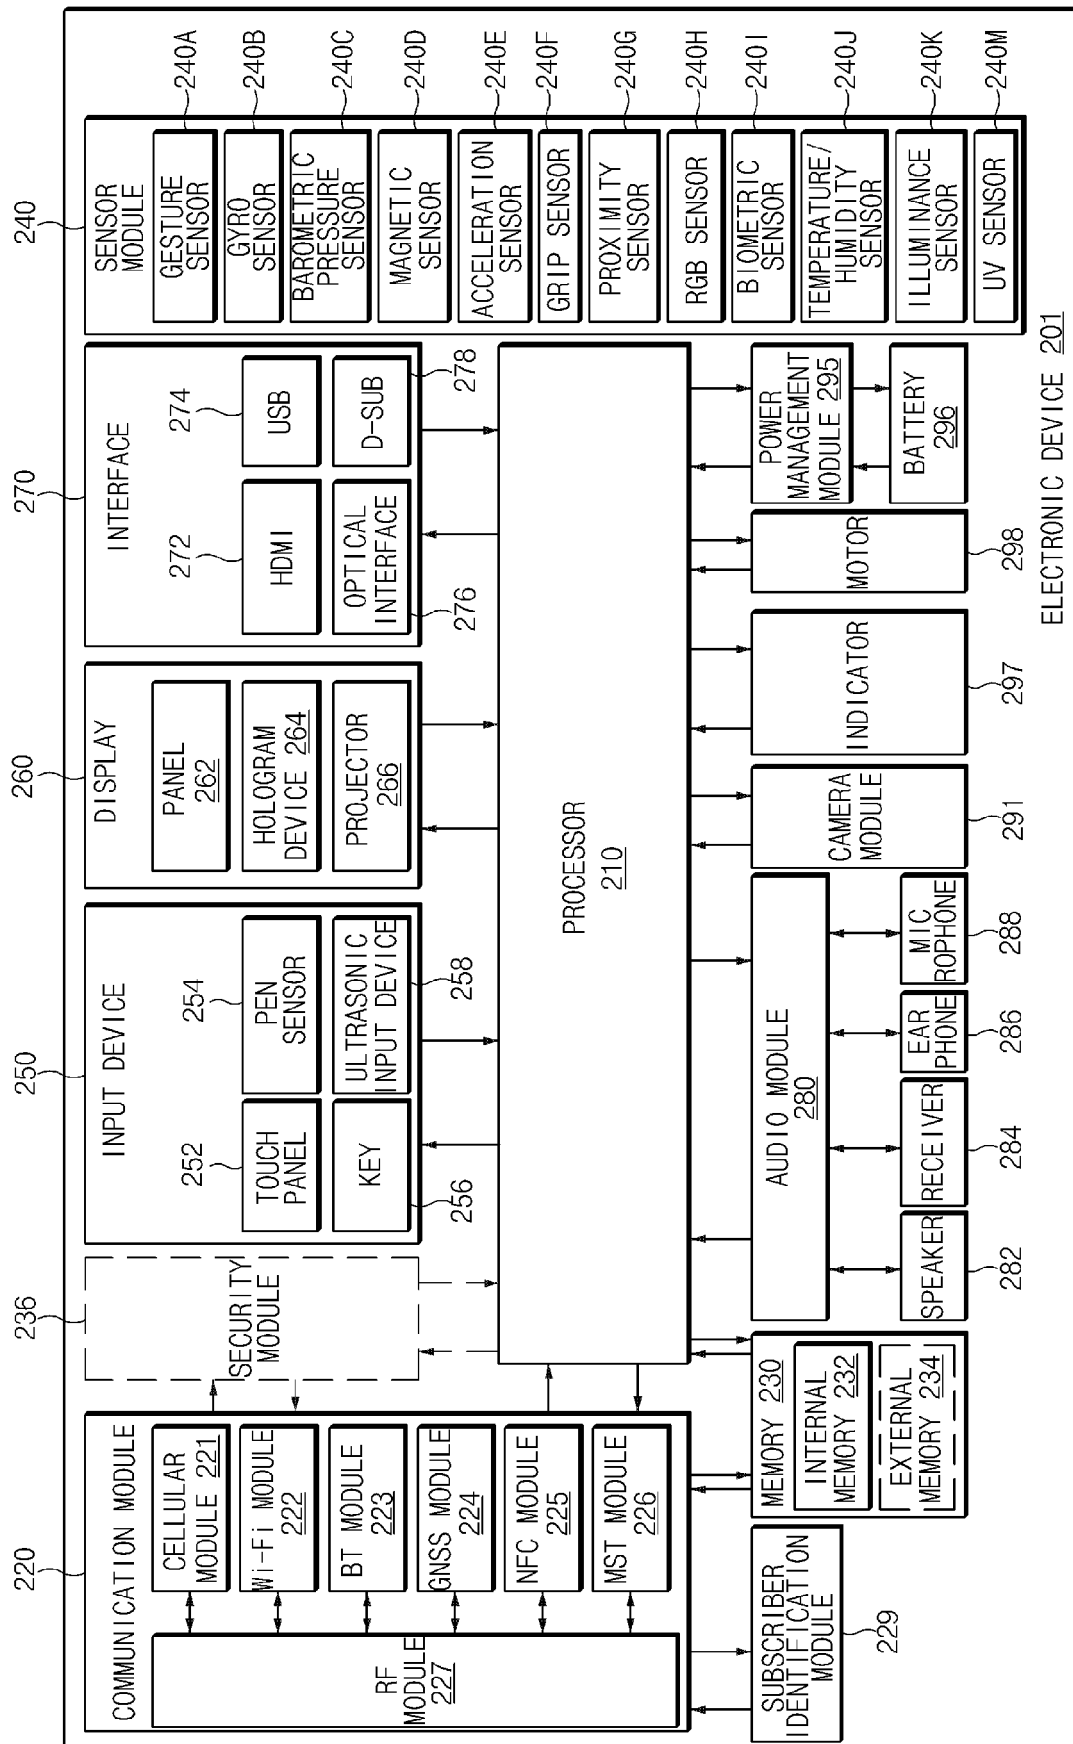 ELECTRONIC DEVICE 201
220
COMMUNICATION MODULE
CELLULAR
MODULE 221
Wi-Fi MODULE
222
BT MODULE
223
GNSS MODULE
224
NFC MODULE
225
MST MODULE
226
RF
MODULE
227
SUBSCRIBER
IDENTIFICATION
MODULE
229
236
SECURITY
MODULE
MEMORY 230
INTERNAL
MEMORY 232
EXTERNAL
MEMORY 234
250
INPUT DEVICE
252
TOUCH
PANEL
254
PEN
SENSOR
KEY
256
ULTRASONIC
INPUT DEVICE
258
260
DISPLAY
PANEL
262
HOLOGRAM
DEVICE 264
PROJECTOR
266
270
INTERFACE
272
HDMI
274
USB
OPTICAL
INTERFACE
276
D-SUB
278
240
SENSOR
MODULE
GESTURE
SENSOR
240A
GYRO
SENSOR
240B
BAROMETRIC
PRESSURE
SENSOR
240C
MAGNETIC
SENSOR
240D
ACCELERATION
SENSOR
240E
GRIP SENSOR
240F
PROXIMITY
SENSOR
240G
RGB SENSOR
240H
BIOMETRIC
SENSOR
240I
TEMPERATURE/
HUMIDITY
SENSOR
240J
ILLUMINANCE
SENSOR
240K
UV SENSOR
240M
PROCESSOR
210
AUDIO MODULE
280
SPEAKER
282
RECEIVER
284
EAR
PHONE
286
MIC
ROPHONE
288
CAMERA
MODULE
291
INDICATOR
297
MOTOR
298
POWER
MANAGEMENT
MODULE 295
BATTERY
296